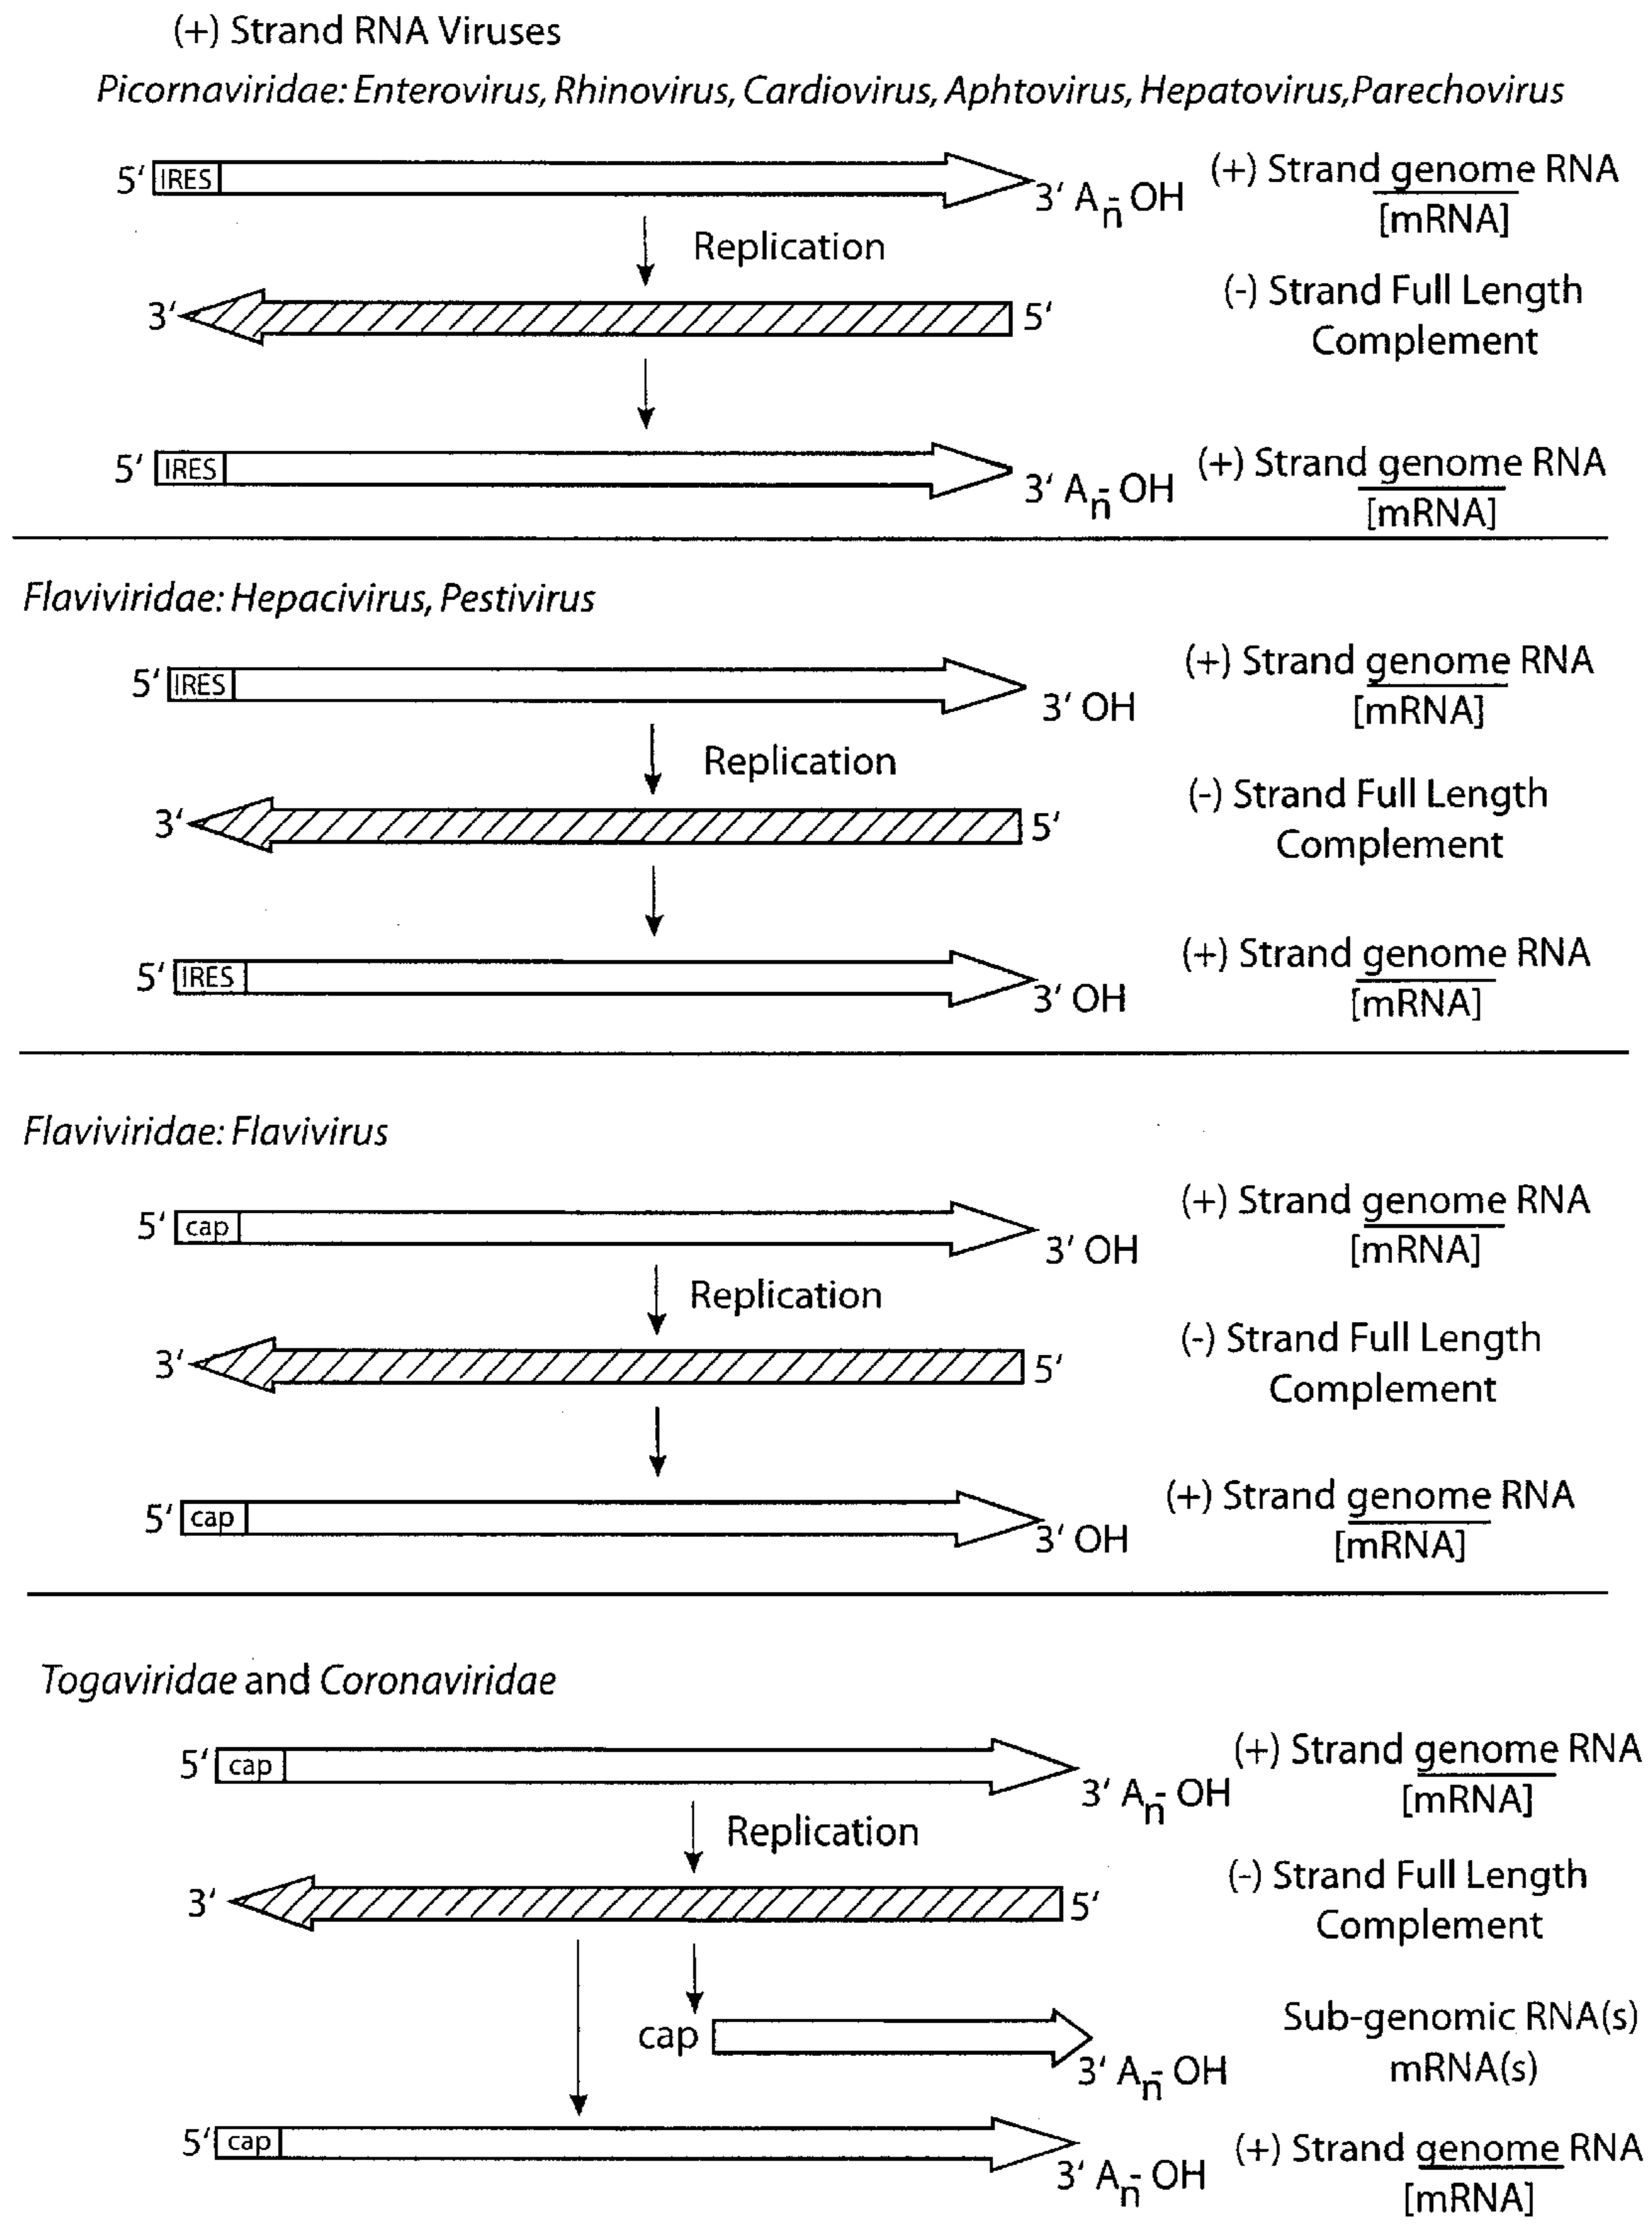 (+) Strand RNA Viruses
Picornaviridae: Enterovirus, Rhinovirus, Cardiovirus, Aphtovirus, Hepatovirus,Parechovirus
5' IRES 3' An- OH (+) Strand genome RNA
[mRNA]
Replication
3' 5' (-) Strand Full Length
Complement
5' IRES 3' An- OH (+) Strand genome RNA
[mRNA]
Flaviviridae: Hepacivirus, Pestivirus
5' IRES 3' OH (+) Strand genome RNA
[mRNA]
Replication
3' 5' (-) Strand Full Length
Complement
5' IRES 3' OH (+) Strand genome RNA
[mRNA]
Flaviviridae: Flavivirus
5' cap 3' OH (+) Strand genome RNA
[mRNA]
Replication
3' 5' (-) Strand Full Length
Complement
5' cap 3' OH (+) Strand genome RNA
[mRNA]
Togaviridae and Coronaviridae
5' cap 3' An- OH (+) Strand genome RNA
[mRNA]
Replication
3' 5' (-) Strand Full Length
Complement
cap 3' An- OH Sub-genomic RNA(s)
mRNA(s)
5' cap 3' An- OH (+) Strand genome RNA
[mRNA]